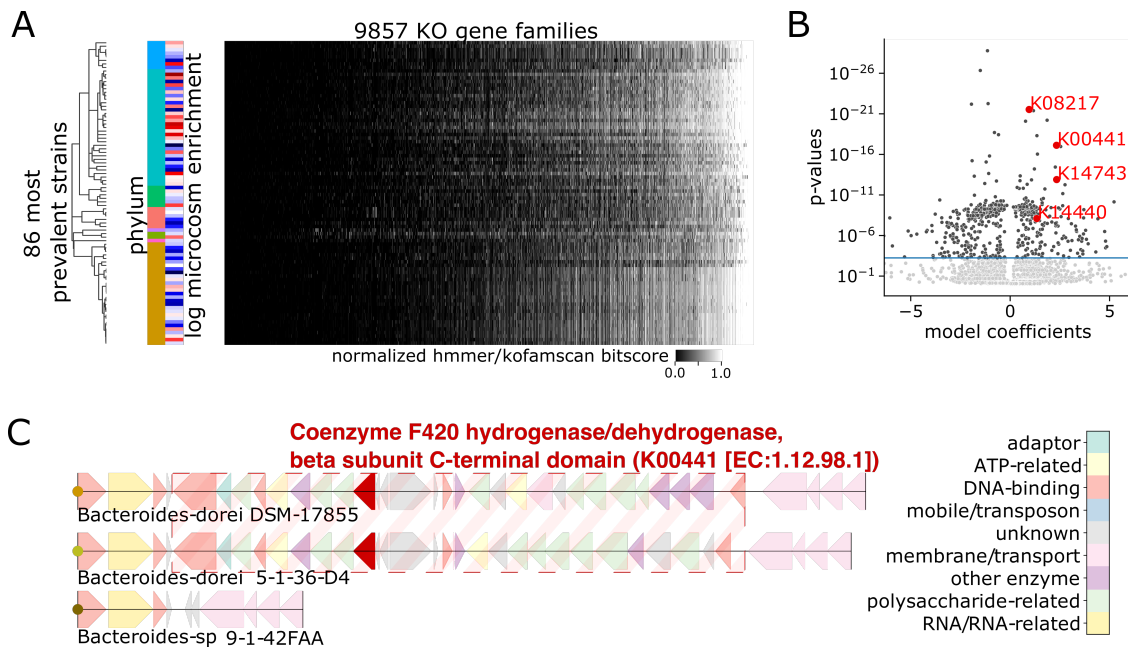 A
9857 KO gene families
86 most
prevalent strains
phylum
log microcosm enrichment
normalized hmmer/kofamscan bitscore
0.0 1.0
B
p-values
10⁻²⁶
10⁻²¹
10⁻¹⁶
10⁻¹¹
10⁻⁶
10⁻¹
K08217
K00441
K14743
K14440
−5 0 5
model coefficients
C
Coenzyme F420 hydrogenase/dehydrogenase,
beta subunit C-terminal domain (K00441 [EC:1.12.98.1])
Bacteroides-dorei DSM-17855
Bacteroides-dorei 5-1-36-D4
Bacteroides-sp 9-1-42FAA
adaptor
ATP-related
DNA-binding
mobile/transposon
unknown
membrane/transport
other enzyme
polysaccharide-related
RNA/RNA-related